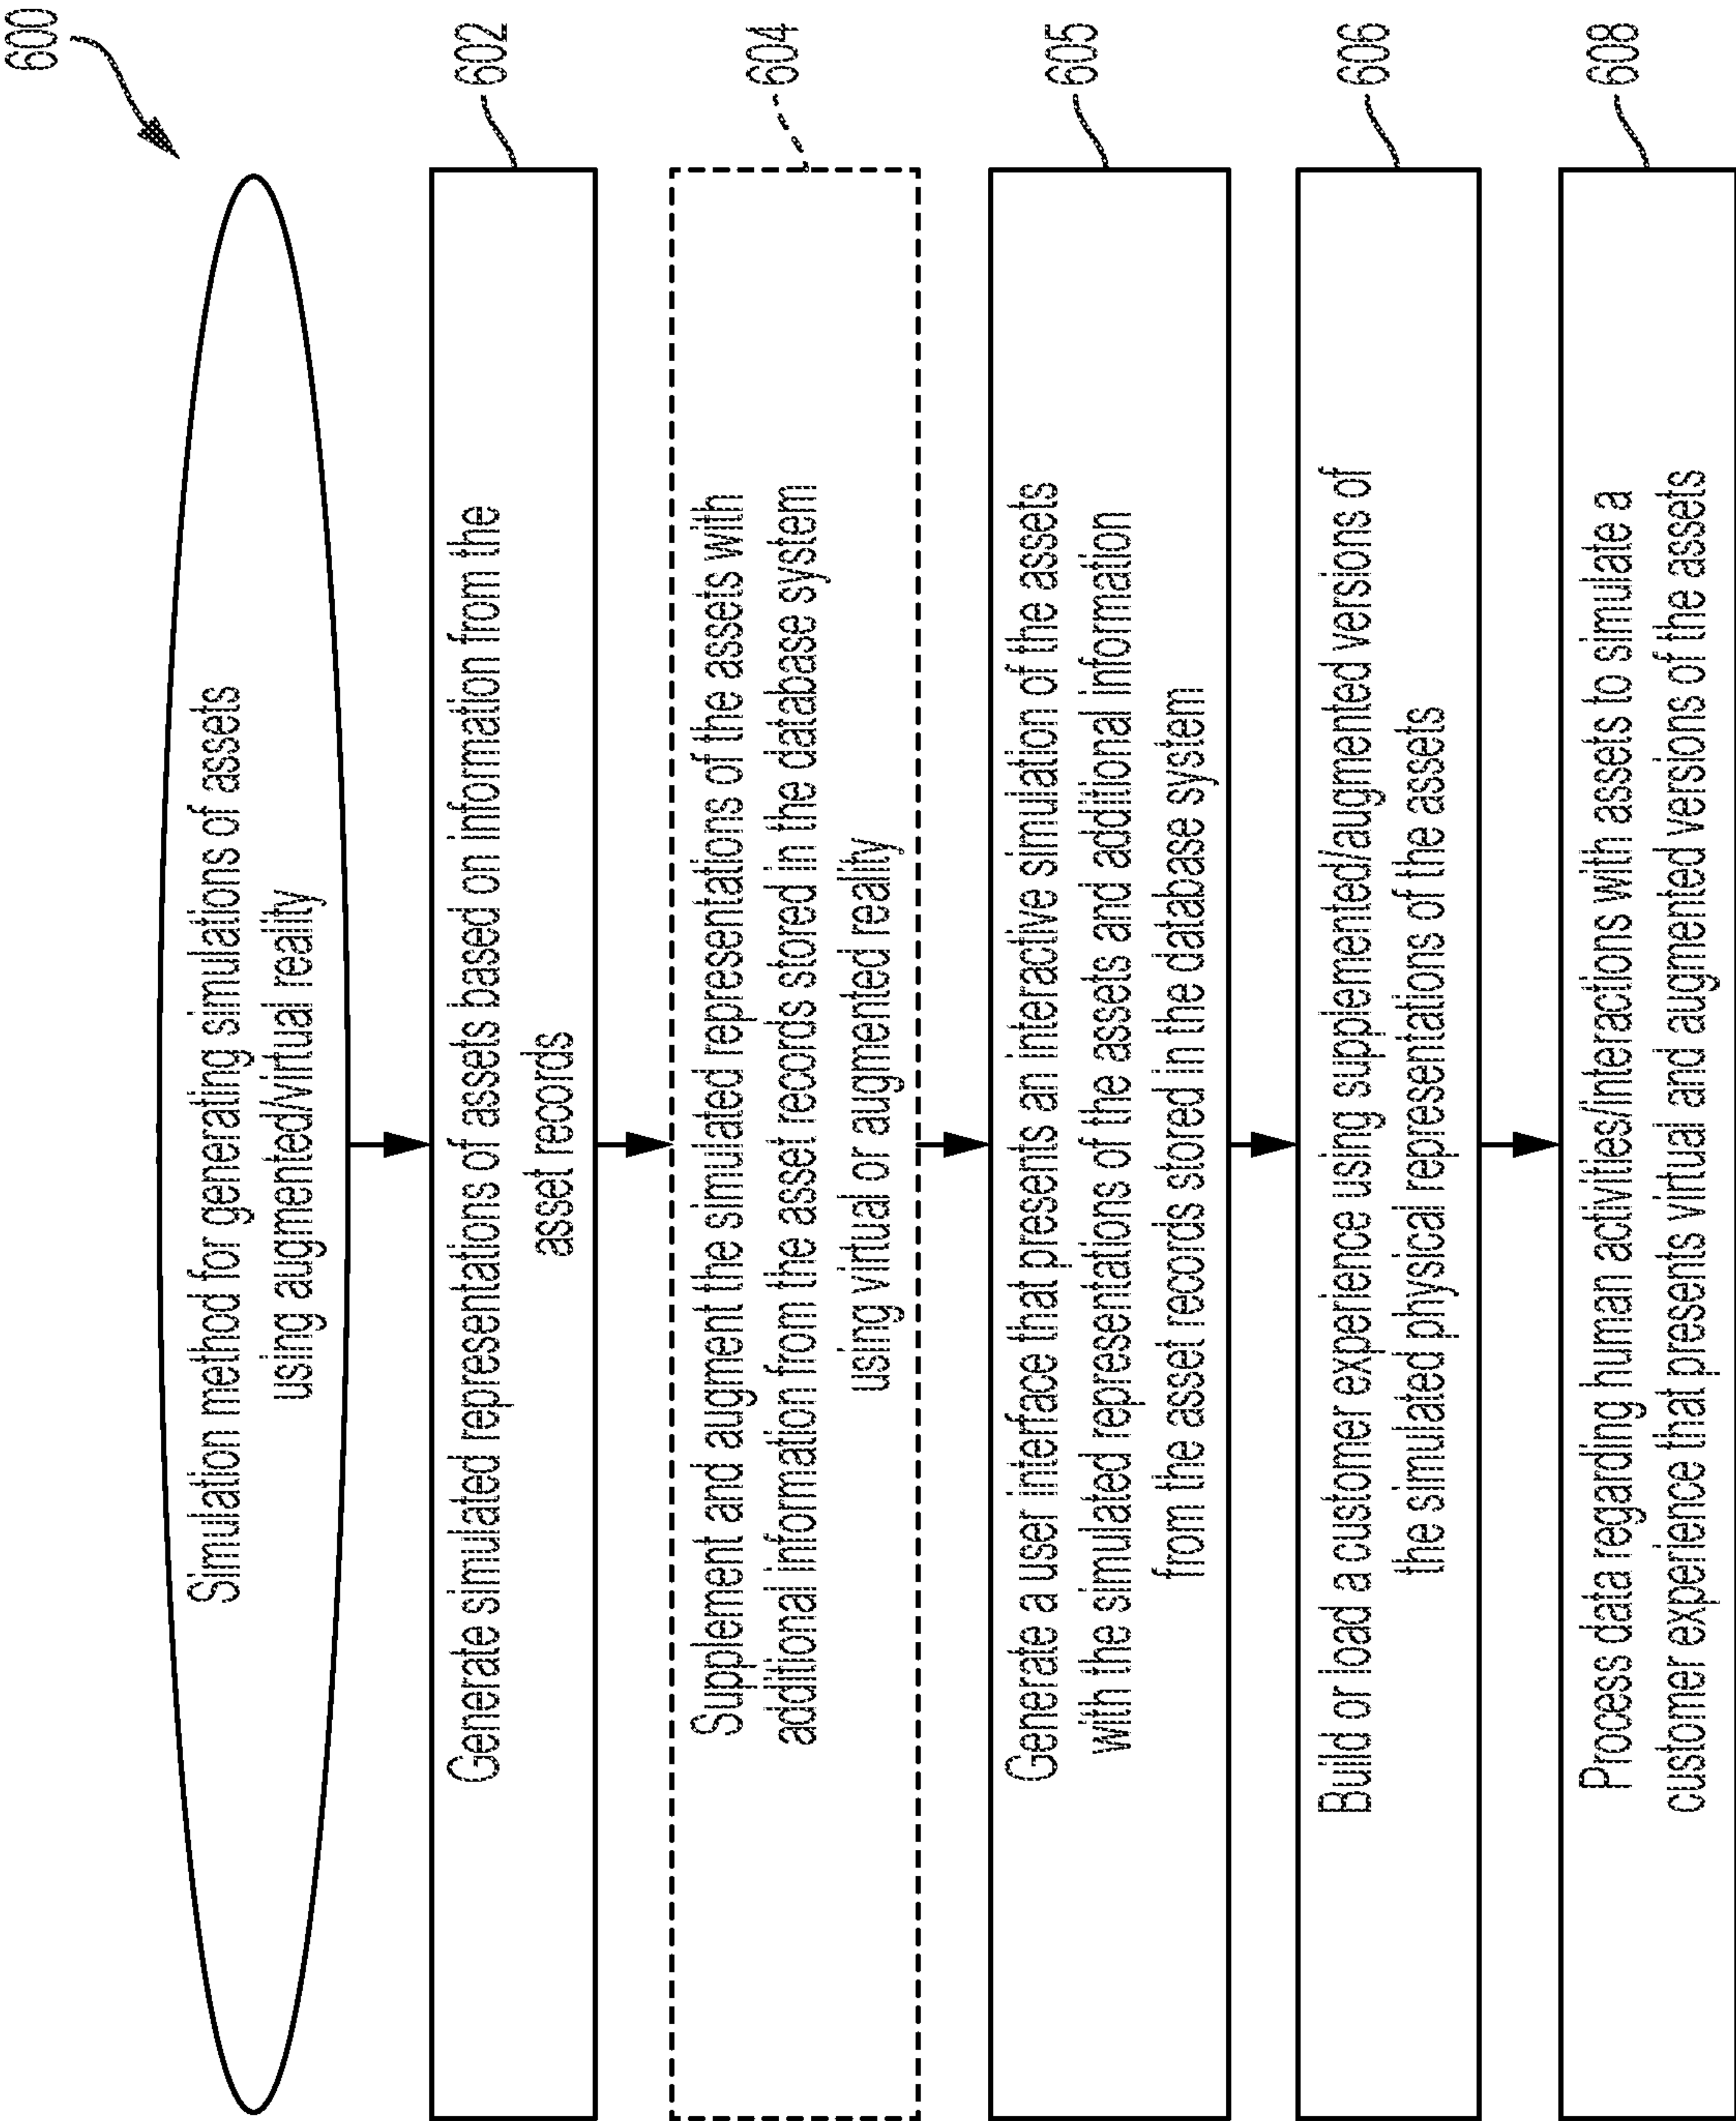 600
Simulation method for generating simulations of assets
using augmented/virtual reality
602
Generate simulated representations of assets based on information from the
asset records
604
Supplement and augment the simulated representations of the assets with
additional information from the asset records stored in the database system
using virtual or augmented reality
605
Generate a user interface that presents an interactive simulation of the assets
with the simulated representations of the assets and additional information
from the asset records stored in the database system
606
Build or load a customer experience using supplemented/augmented versions of
the simulated physical representations of the assets
608
Process data regarding human activities/interactions with assets to simulate a
customer experience that presents virtual and augmented versions of the assets